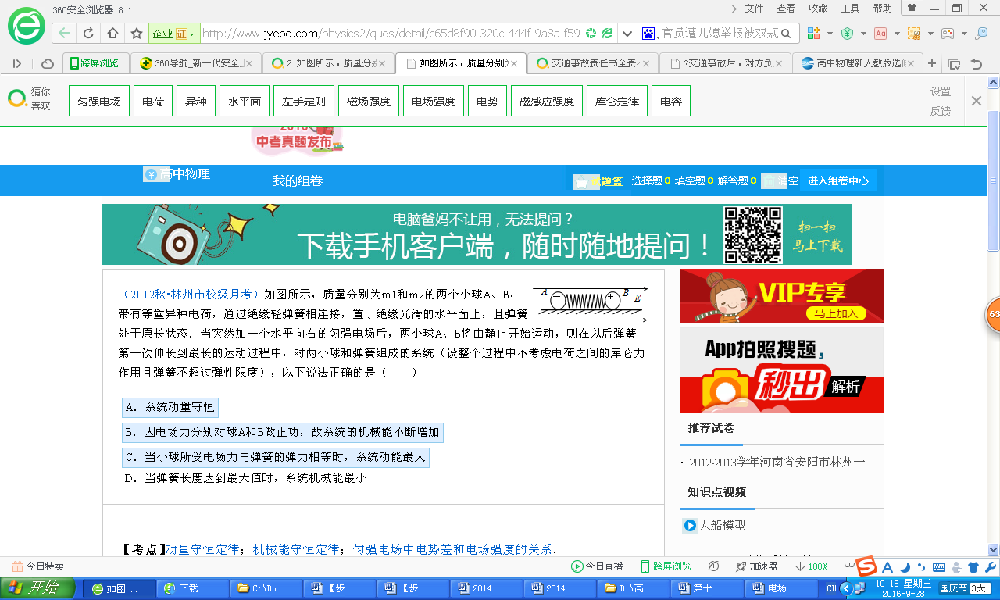 360安全浏览器 8.1
文件 查看 收藏 工具 帮助
企业 证
http://www.jyeoo.com/physics2/ques/detail/c65d8f90-320c-444f-9a8a-f5
官员遭儿媳举报被双规
跨屏浏览
360导航_新一代安全上
2. 如图所示，质量分别
如图所示，质量分别为
交通事故责任书全责不
?交通事故后，对方负
高中物理新人教版选修
猜你喜欢
匀强电场 电荷 异种 水平面 左手定则 磁场强度 电场强度 电势 磁感应强度 库仑定律 电容
设置
反馈
2016
中考真题发布
高中物理
我的组卷
试题篮 选择题0 填空题0 解答题0 清空 进入组卷中心
电脑爸妈不让用，无法提问？
下载手机客户端，随时随地提问！
扫一扫
马上下载
（2012秋•林州市校级月考）如图所示，质量分别为m1和m2的两个小球A、B，
带有等量异种电荷，通过绝缘轻弹簧相连接，置于绝缘光滑的水平面上，且弹簧
处于原长状态．当突然加一个水平向右的匀强电场后，两小球A、B将由静止开始运动，则在以后弹簧
第一次伸长到最长的运动过程中，对两小球和弹簧组成的系统（设整个过程中不考虑电荷之间的库仑力
作用且弹簧不超过弹性限度），以下说法正确的是（　　）
A B E
− +
A．系统动量守恒
B．因电场力分别对球A和B做正功，故系统的机械能不断增加
C．当小球所受电场力与弹簧的弹力相等时，系统动能最大
D．当弹簧长度达到最大值时，系统机械能最小
【考点】动量守恒定律；机械能守恒定律；匀强电场中电势差和电场强度的关系．
VIP专享
马上加入
App拍照搜题，
秒出解析
推荐试卷
2012-2013学年河南省安阳市林州一...
知识点视频
人船模型
63
今日特卖
今日直播 跨屏浏览 加速器 100%
开始
如图...
下载
C:\Do...
【步...
【步...
2014...
2014...
D:\高...
第十...
电场...
CH
10:15 星期三
2016-9-28
国庆节 3天